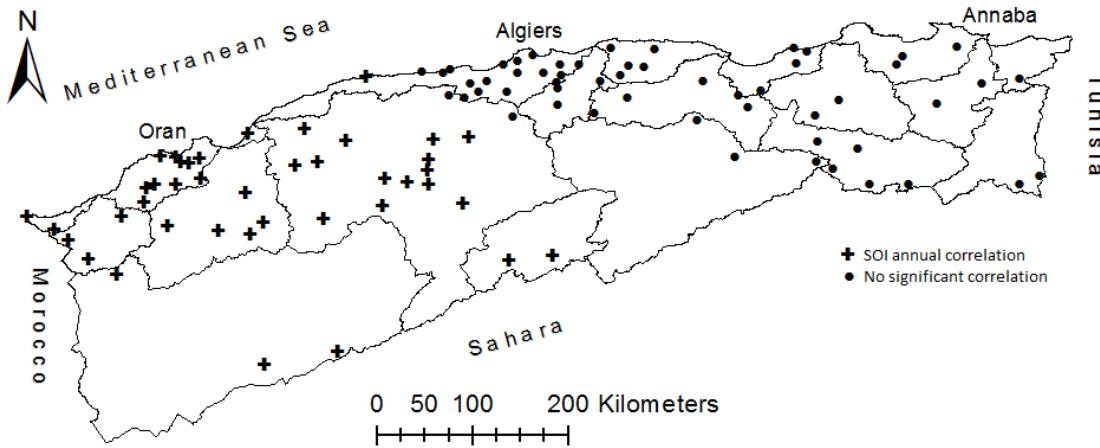 N
Mediterranean Sea
Algiers
Annaba
Oran
Tunisia
Morocco
Sahara
SOI annual correlation
No significant correlation
0 50 100 200 Kilometers